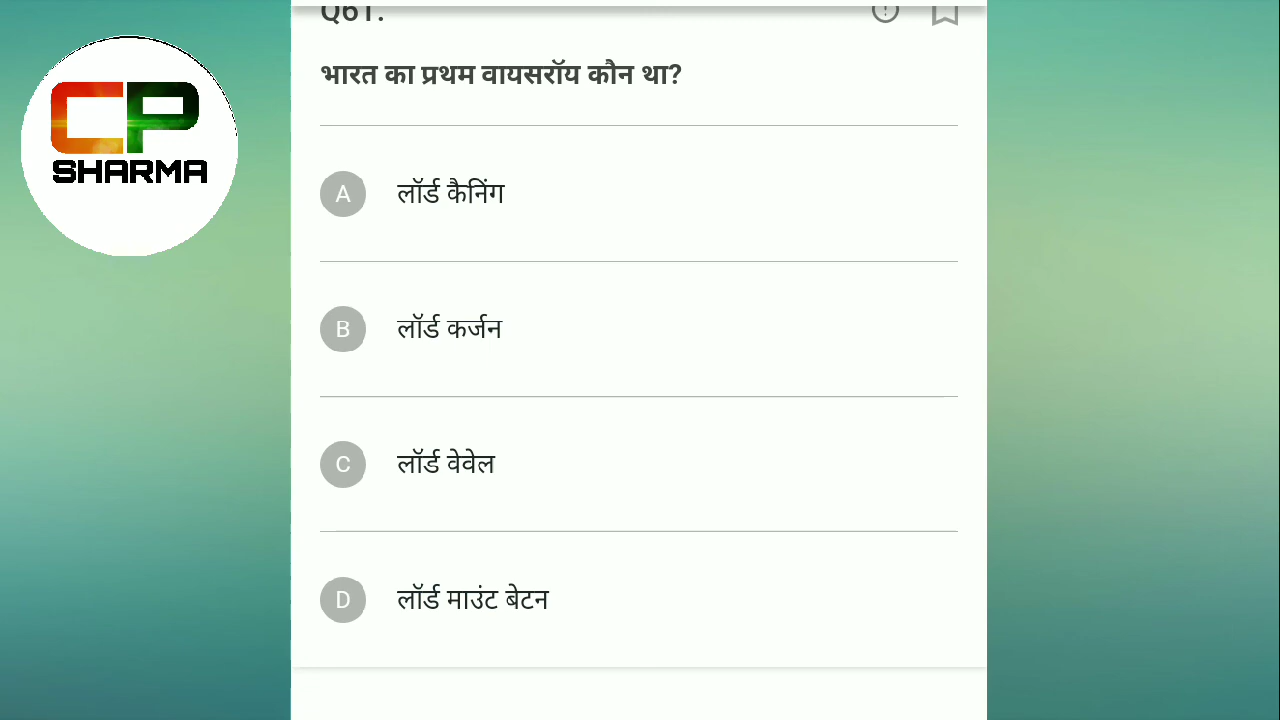 CP
SHARMA
Q61.
भारत का प्रथम वायसरॉय कौन था?
A लॉर्ड कैनिंग
B लॉर्ड कर्जन
C लॉर्ड वेवेल
D लॉर्ड माउंट बेटन